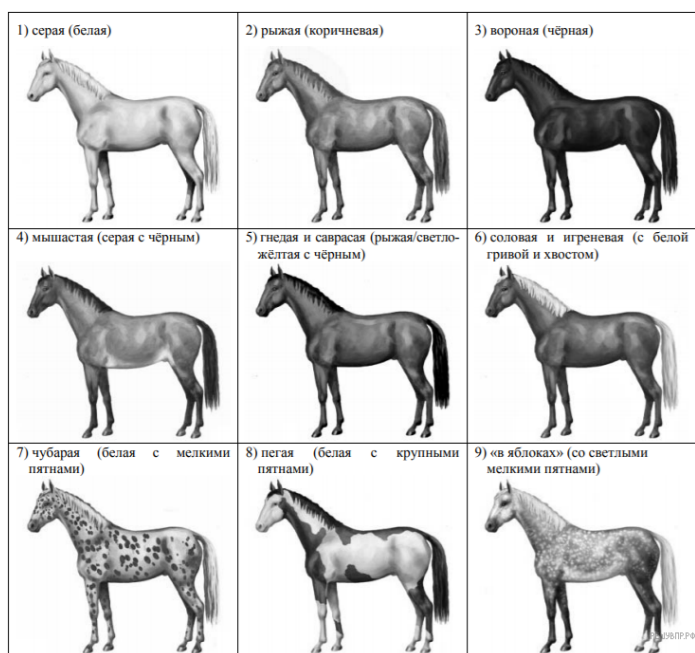 1) серая (белая)
2) рыжая (коричневая)
3) вороная (чёрная)
4) мышастая (серая с чёрным)
5) гнедая и саврасая (рыжая/светло-
жёлтая с чёрным)
6) соловая и игреневая (с белой
гривой и хвостом)
7) чубарая (белая с мелкими
пятнами)
8) пегая (белая с крупными
пятнами)
9) «в яблоках» (со светлыми
мелкими пятнами)